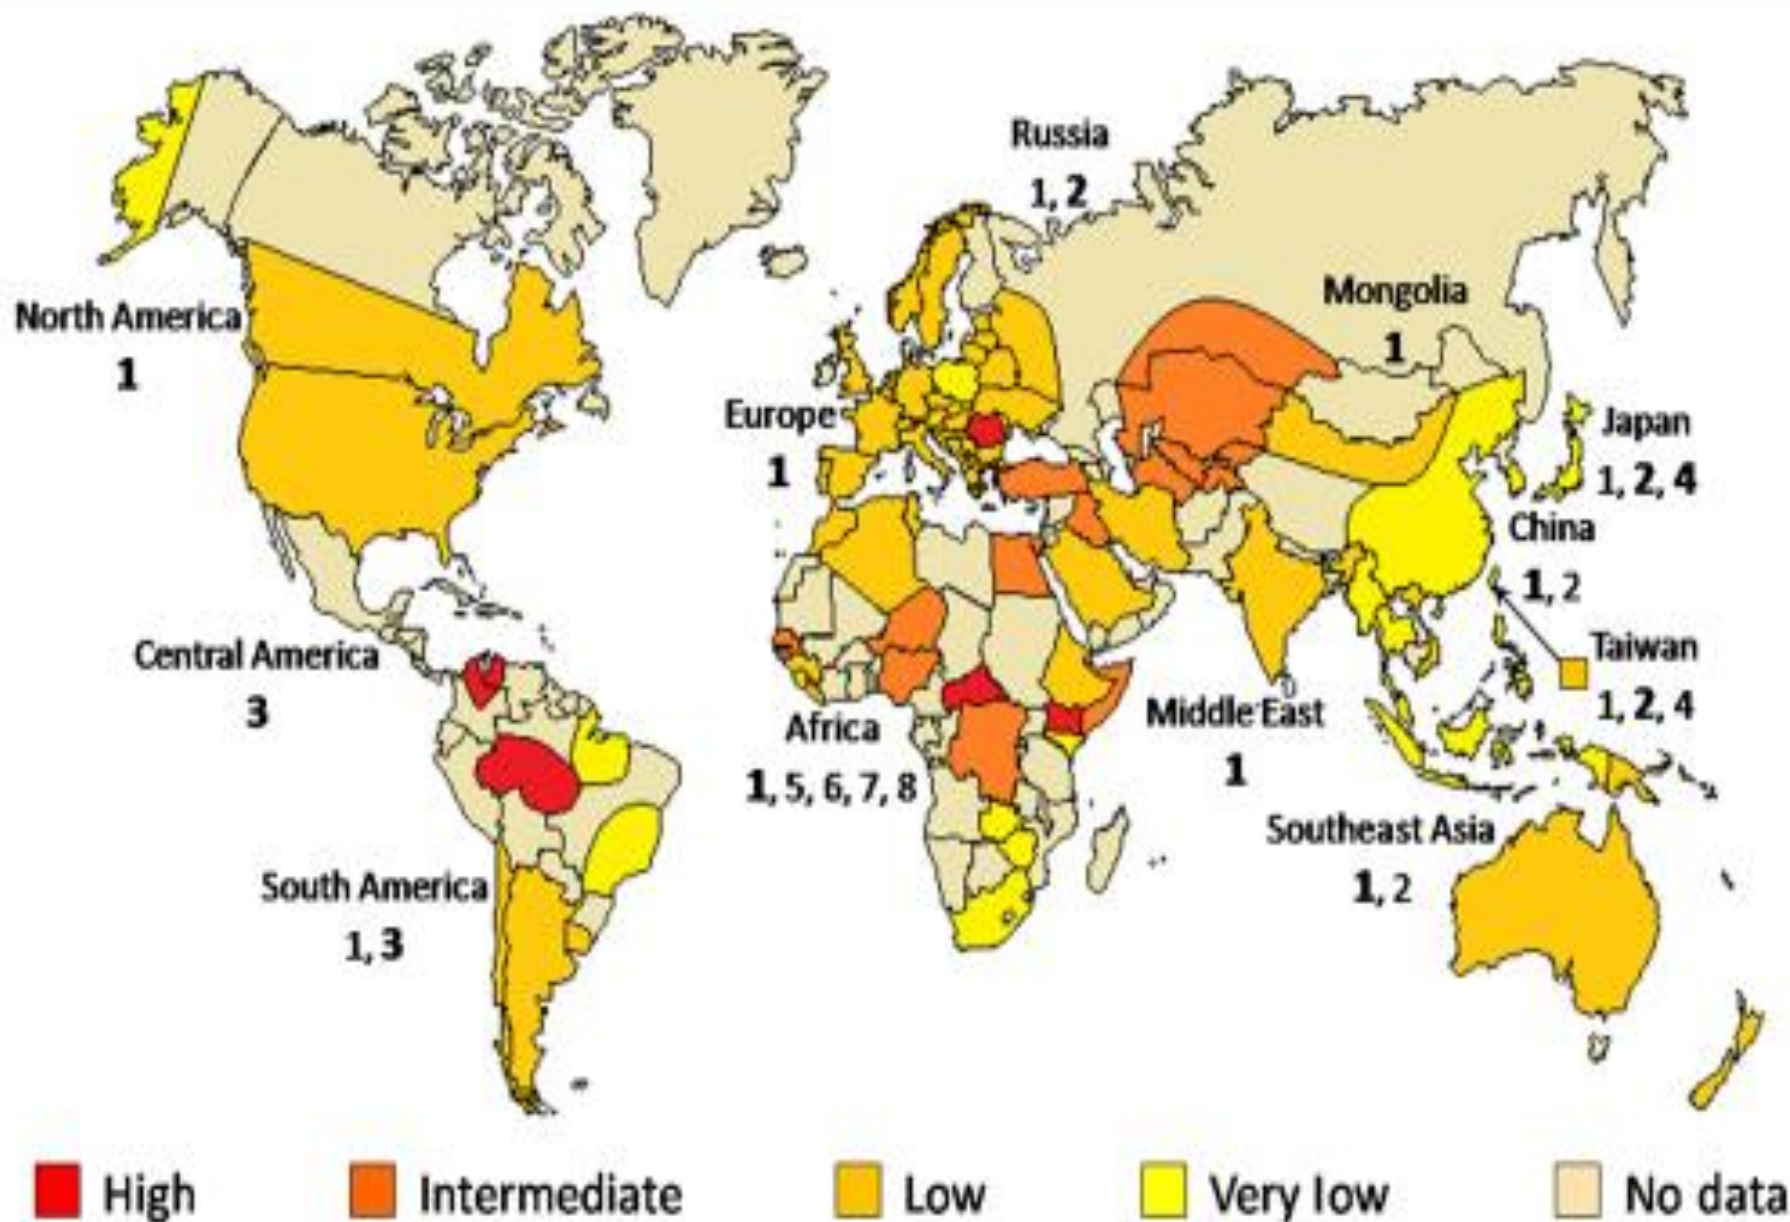 Russia
1, 2
Mongolia
1
North America
1
Europe
1
Japan
1, 2, 4
China
1, 2
Central America
3
Taiwan
1, 2, 4
Africa
1, 5, 6, 7, 8
Middle East
1
Southeast Asia
1, 2
South America
1, 3
High
Intermediate
Low
Very low
No data